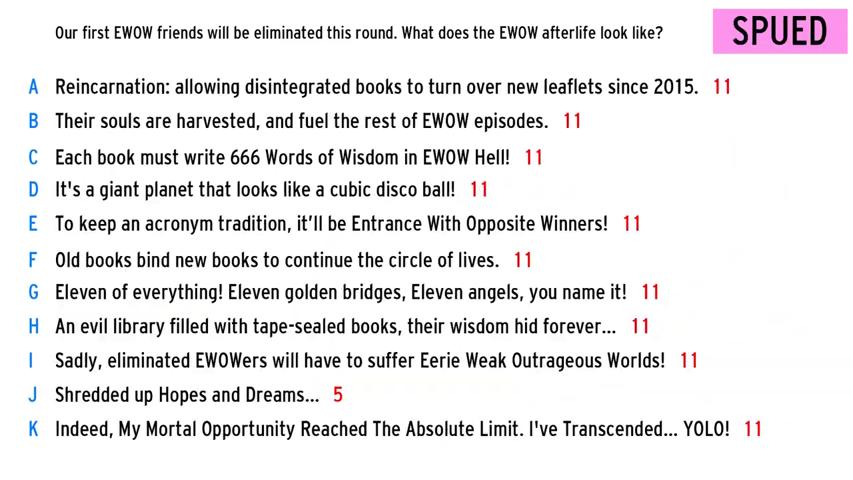 Our first EWOW friends will be eliminated this round. What does the EWOW afterlife look like?
SPUED
A Reincarnation: allowing disintegrated books to turn over new leaflets since 2015. 11
B Their souls are harvested, and fuel the rest of EWOW episodes. 11
C Each book must write 666 Words of Wisdom in EWOW Hell! 11
D It's a giant planet that looks like a cubic disco ball! 11
E To keep an acronym tradition, it’ll be Entrance With Opposite Winners! 11
F Old books bind new books to continue the circle of lives. 11
G Eleven of everything! Eleven golden bridges, Eleven angels, you name it! 11
H An evil library filled with tape-sealed books, their wisdom hid forever... 11
I Sadly, eliminated EWOWers will have to suffer Eerie Weak Outrageous Worlds! 11
J Shredded up Hopes and Dreams... 5
K Indeed, My Mortal Opportunity Reached The Absolute Limit. I've Transcended... YOLO! 11